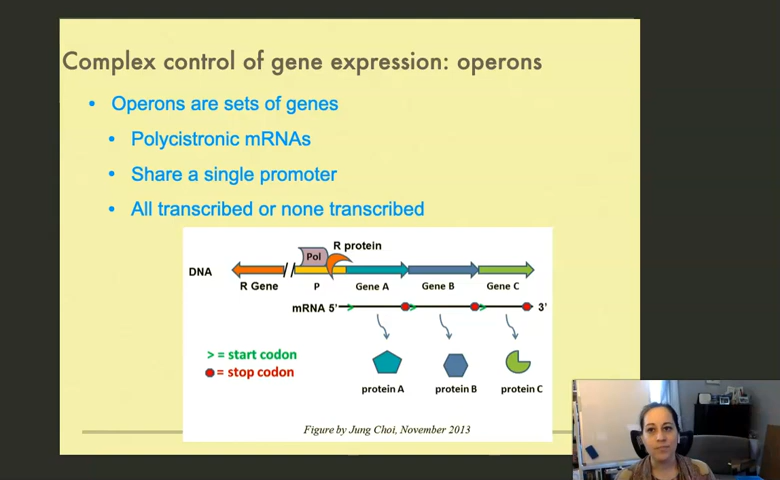 Complex control of gene expression: operons
• Operons are sets of genes
• Polycistronic mRNAs
• Share a single promoter
• All transcribed or none transcribed
R protein
Pol
DNA
R Gene
P
Gene A
Gene B
Gene C
mRNA 5'
3'
> = start codon
= stop codon
protein A
protein B
protein C
Figure by Jung Choi, November 2013